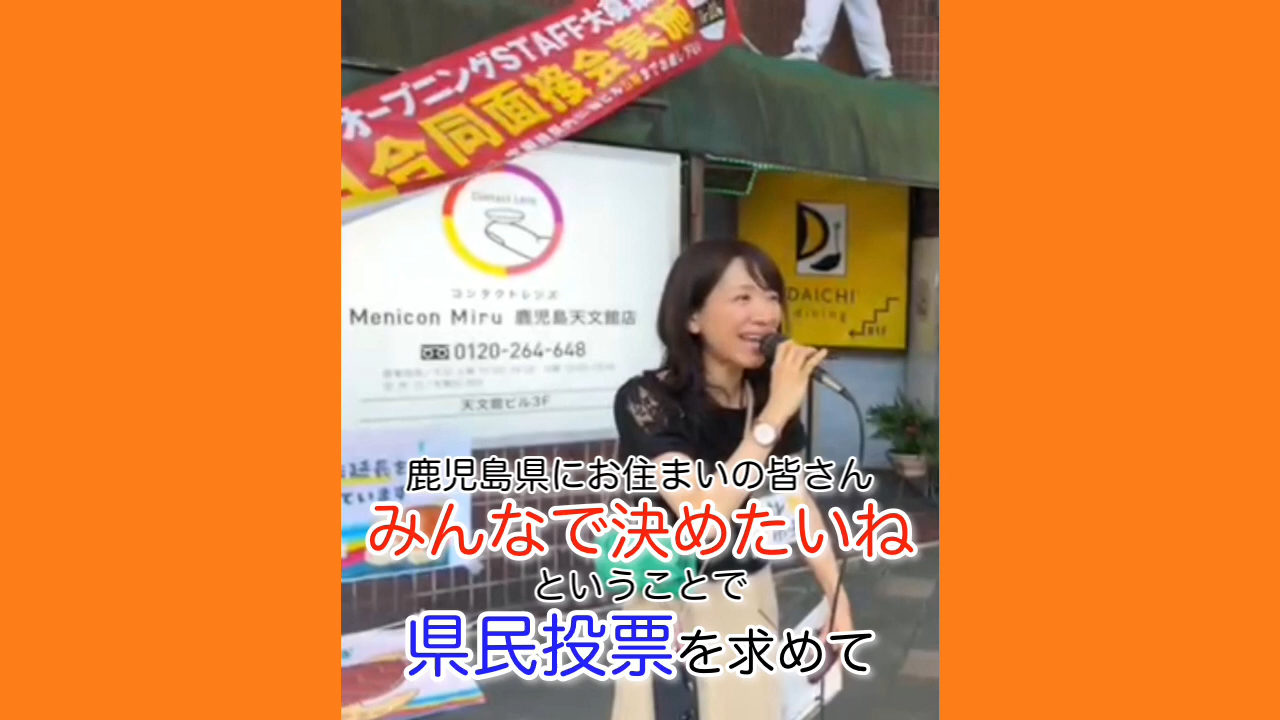 オープニングSTAFF大募集
合同面接会実施
Contact Lens
コンタクトレンズ
Menicon Miru 鹿児島天文館店
0120-264-648
天文館ビル3F
D
DAICHI
dining
B1F
鹿児島県にお住まいの皆さん
みんなで決めたいね
ということで
県民投票を求めて